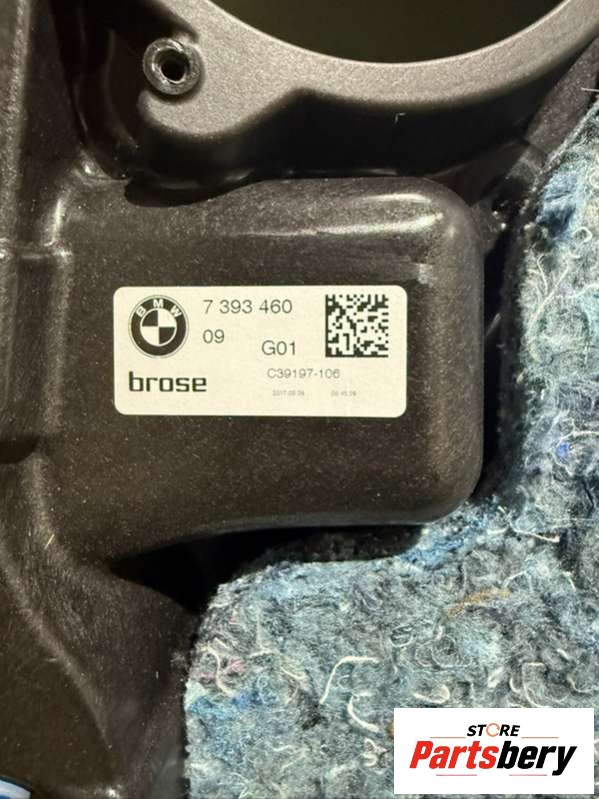 BMW
7 393 460
09
G01
brose
C39197-106
STORE
Partsbery